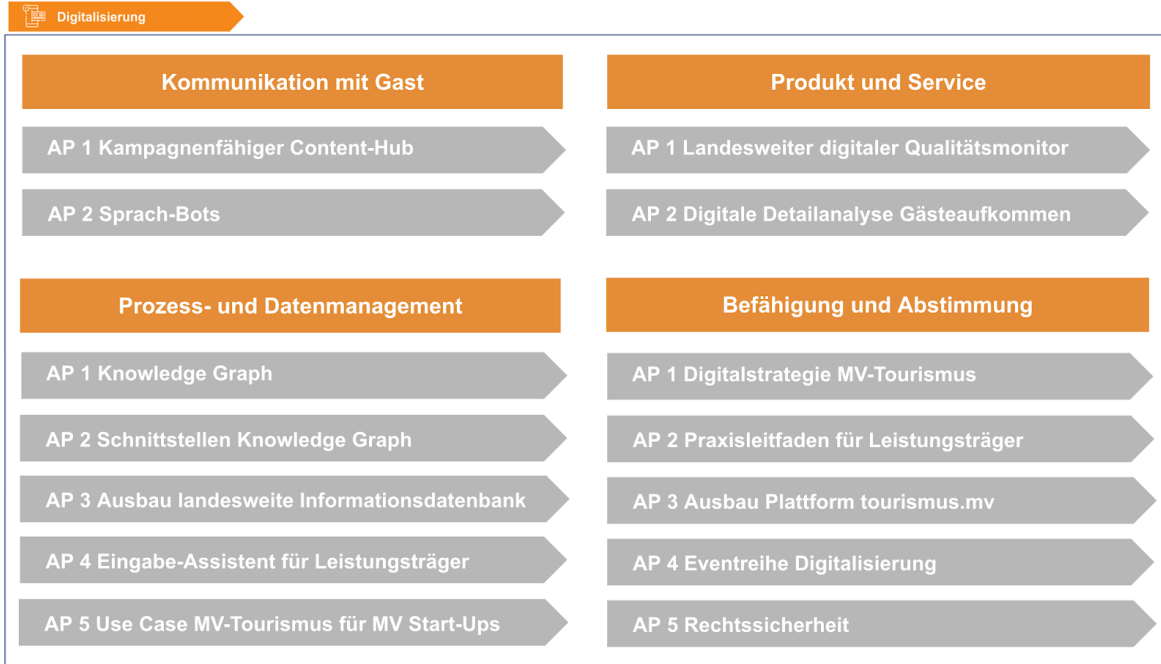 Digitalisierung
Kommunikation mit Gast
AP 1 Kampagnenfähiger Content-Hub
AP 2 Sprach-Bots
Produkt und Service
AP 1 Landesweiter digitaler Qualitätsmonitor
AP 2 Digitale Detailanalyse Gästeaufkommen
Prozess- und Datenmanagement
AP 1 Knowledge Graph
AP 2 Schnittstellen Knowledge Graph
AP 3 Ausbau landesweite Informationsdatenbank
AP 4 Eingabe-Assistent für Leistungsträger
AP 5 Use Case MV-Tourismus für MV Start-Ups
Befähigung und Abstimmung
AP 1 Digitalstrategie MV-Tourismus
AP 2 Praxisleitfaden für Leistungsträger
AP 3 Ausbau Plattform tourismus.mv
AP 4 Eventreihe Digitalisierung
AP 5 Rechtssicherheit